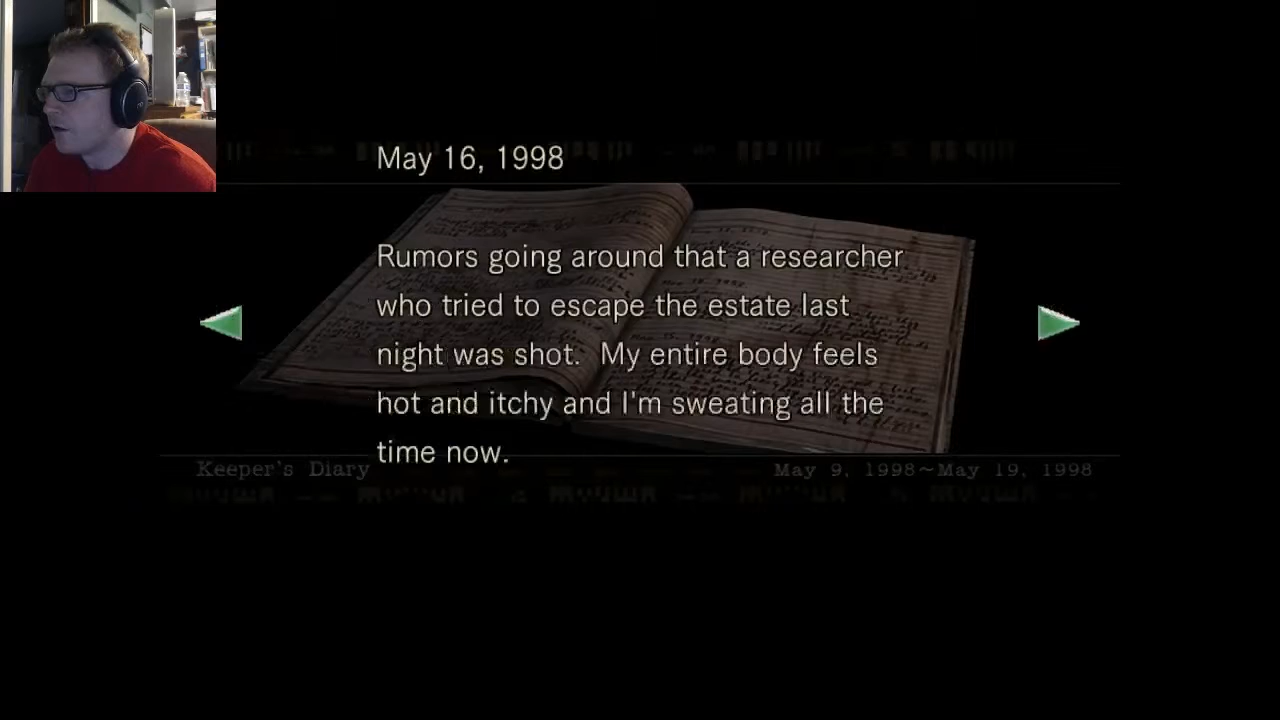 May 16, 1998
Rumors going around that a researcher
who tried to escape the estate last
night was shot.  My entire body feels
hot and itchy and I'm sweating all the
time now.
Keeper's Diary
May 9, 1998~May 19, 1998